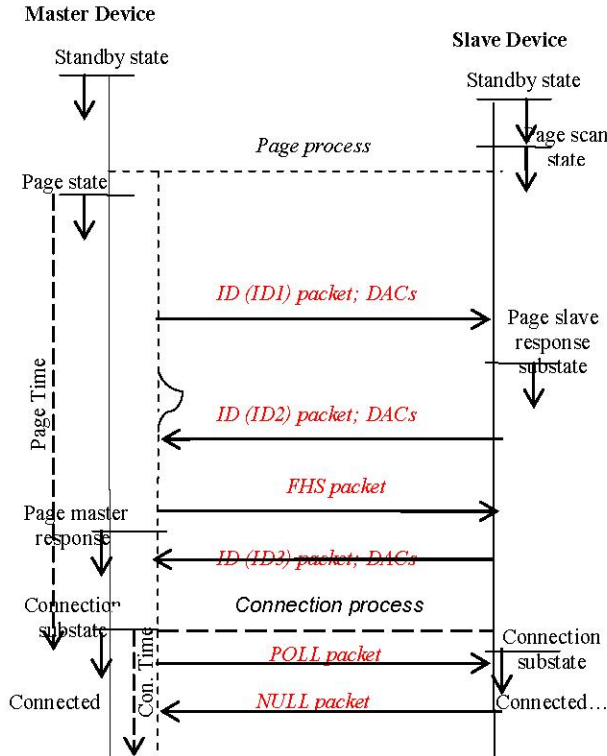 Master Device
Slave Device
Standby state
Standby state
Page scan
state
Page process
Page state
ID (ID1) packet; DACs
Page slave
response
substate
Page Time
ID (ID2) packet; DACs
FHS packet
Page master
response
ID (ID3) packet; DACs
Connection
substate
Connection process
Connection
substate
POLL packet
Con. Time
Connected
NULL packet
Connected…